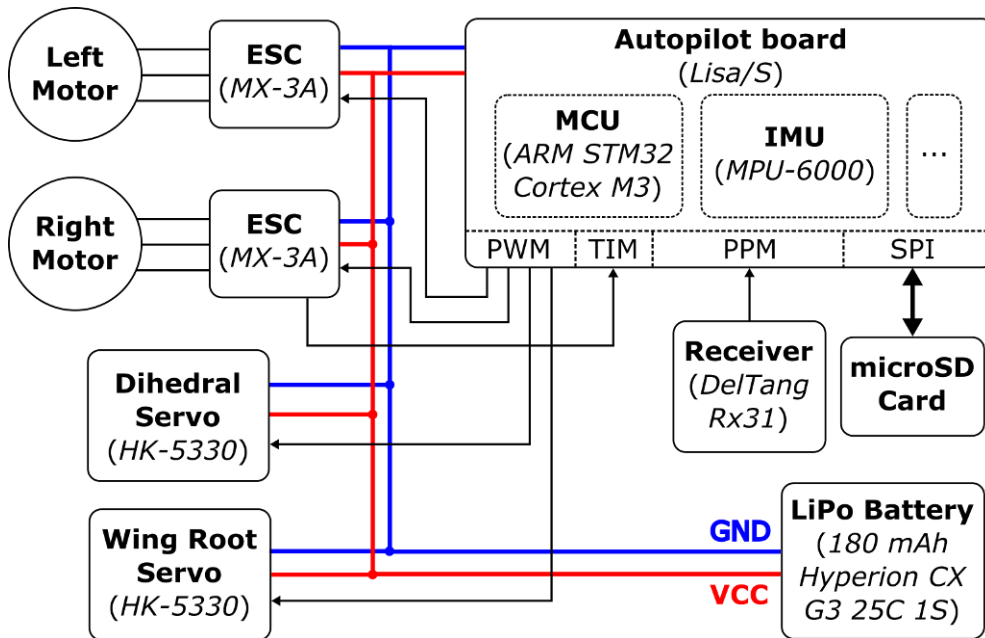 Left
Motor
ESC
(MX-3A)
Autopilot board
(Lisa/S)
MCU
(ARM STM32
Cortex M3)
IMU
(MPU-6000)
...
Right
Motor
ESC
(MX-3A)
PWM
TIM
PPM
SPI
Dihedral
Servo
(HK-5330)
Receiver
(DelTang
Rx31)
microSD
Card
Wing Root
Servo
(HK-5330)
GND
VCC
LiPo Battery
(180 mAh
Hyperion CX
G3 25C 1S)